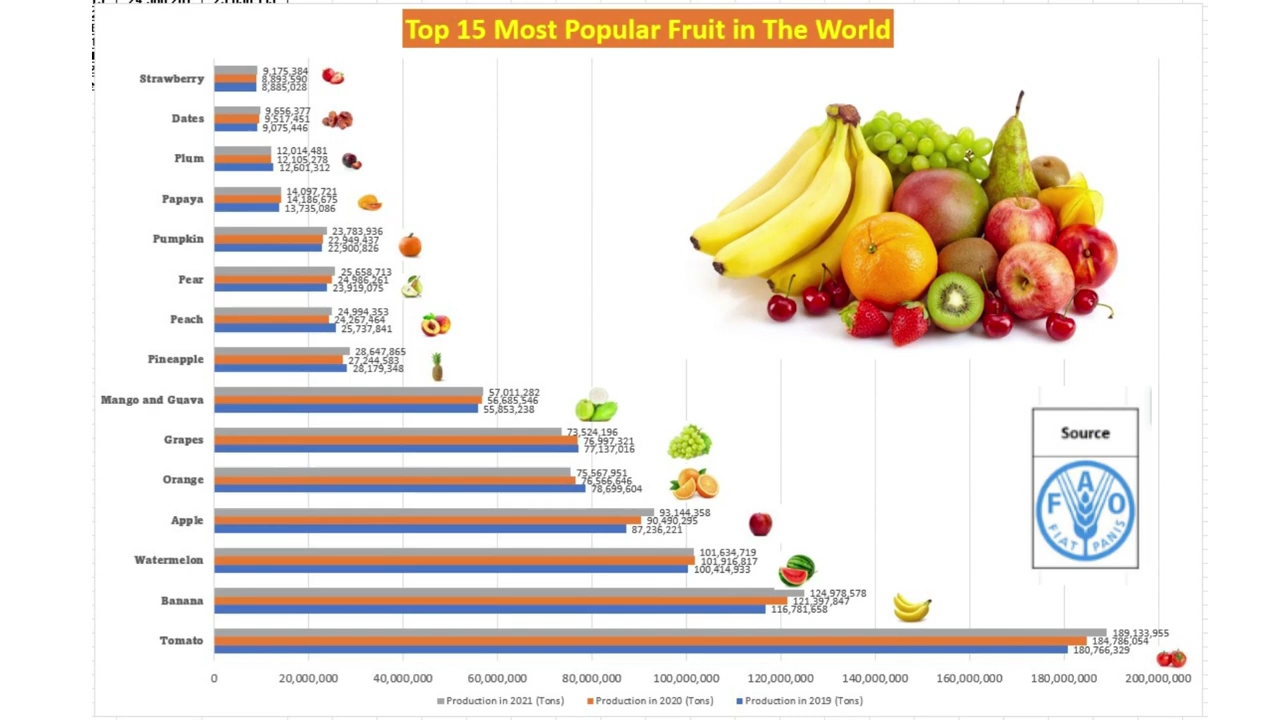 Top 15 Most Popular Fruit in The World
Strawberry
9,175,384
8,893,590
8,885,028
Dates
9,656,377
9,517,451
9,075,446
Plum
12,014,481
12,105,278
12,601,312
Papaya
14,097,721
14,186,675
13,735,086
Pumpkin
23,783,936
22,949,437
22,900,826
Pear
25,658,713
24,986,261
23,919,075
Peach
24,994,353
24,267,464
25,737,841
Pineapple
28,647,865
27,244,583
28,179,348
Mango and Guava
57,011,282
56,685,546
55,853,238
Grapes
73,524,196
76,997,321
77,137,016
Orange
75,567,951
76,566,646
78,699,604
Apple
93,144,358
90,490,295
87,236,221
Watermelon
101,634,719
101,916,817
100,414,933
Banana
124,978,578
121,397,847
116,781,658
Tomato
189,133,955
184,786,054
180,766,329
0 20,000,000 40,000,000 60,000,000 80,000,000 100,000,000 120,000,000 140,000,000 160,000,000 180,000,000 200,000,000
Production in 2021 (Tons) Production in 2020 (Tons) Production in 2019 (Tons)
Source
F A O
FIAT PANIS